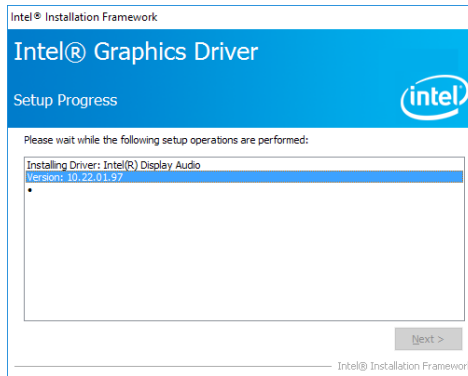 Intel® Installation Framework
Intel® Graphics Driver
Setup Progress
intel
Please wait while the following setup operations are performed:
Installing Driver: Intel(R) Display Audio
Version: 10.22.01.97
Next >
Intel® Installation Framewor